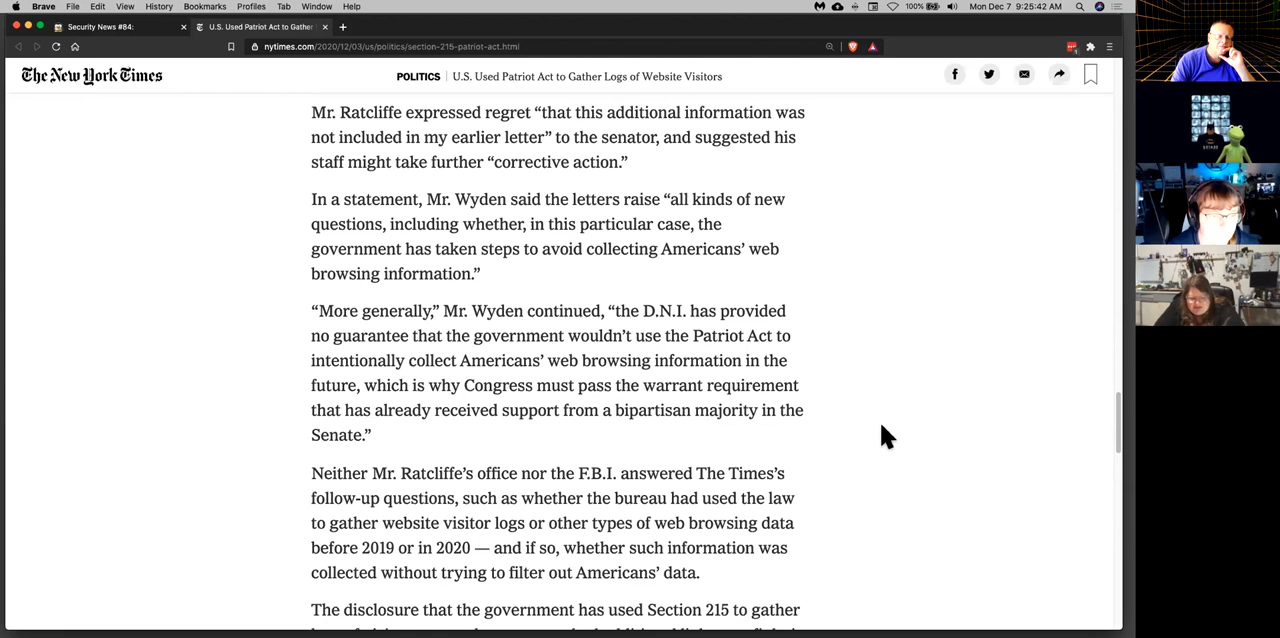 Brave File Edit View History Bookmarks Profiles Tab Window Help
100% Mon Dec 7 9:25:42 AM
Security News #84:
U.S. Used Patriot Act to Gather
nytimes.com/2020/12/03/us/politics/section-215-patriot-act.html
The New York Times
POLITICS U.S. Used Patriot Act to Gather Logs of Website Visitors
Mr. Ratcliffe expressed regret “that this additional information was
not included in my earlier letter” to the senator, and suggested his
staff might take further “corrective action.”
In a statement, Mr. Wyden said the letters raise “all kinds of new
questions, including whether, in this particular case, the
government has taken steps to avoid collecting Americans’ web
browsing information.”
“More generally,” Mr. Wyden continued, “the D.N.I. has provided
no guarantee that the government wouldn’t use the Patriot Act to
intentionally collect Americans’ web browsing information in the
future, which is why Congress must pass the warrant requirement
that has already received support from a bipartisan majority in the
Senate.”
Neither Mr. Ratcliffe’s office nor the F.B.I. answered The Times’s
follow-up questions, such as whether the bureau had used the law
to gather website visitor logs or other types of web browsing data
before 2019 or in 2020 — and if so, whether such information was
collected without trying to filter out Americans’ data.
The disclosure that the government has used Section 215 to gather